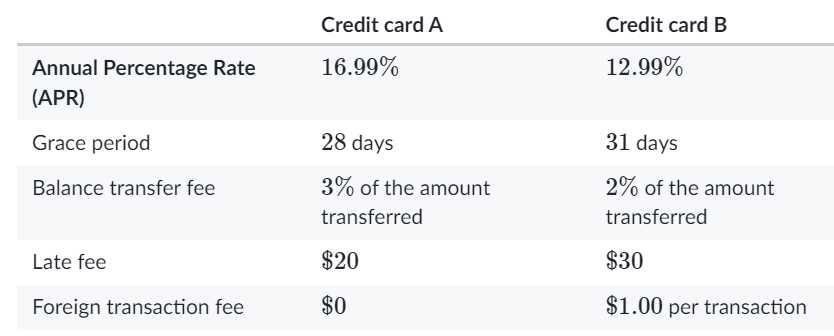 Credit card A Credit card B
Annual Percentage Rate 16.99% 12.99%
(APR)
Grace period 28 days 31 days
Balance transfer fee 3% of the amount 2% of the amount
transferred transferred
Late fee $20 $30
Foreign transaction fee $0 $1.00 per transaction